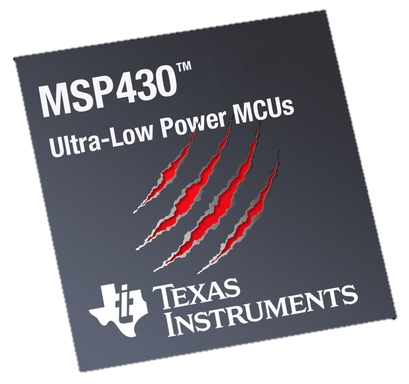 MSP430™
Ultra-Low Power MCUs
TEXAS
INSTRUMENTS